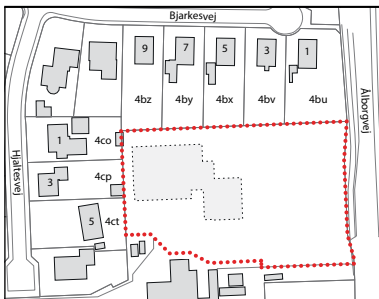 Bjarkesvej
9
7
5
3
1
4bz
4by
4bx
4bv
4bu
Ålborgvej
Hjaltesvej
1
4co
3
4cp
5
4ct